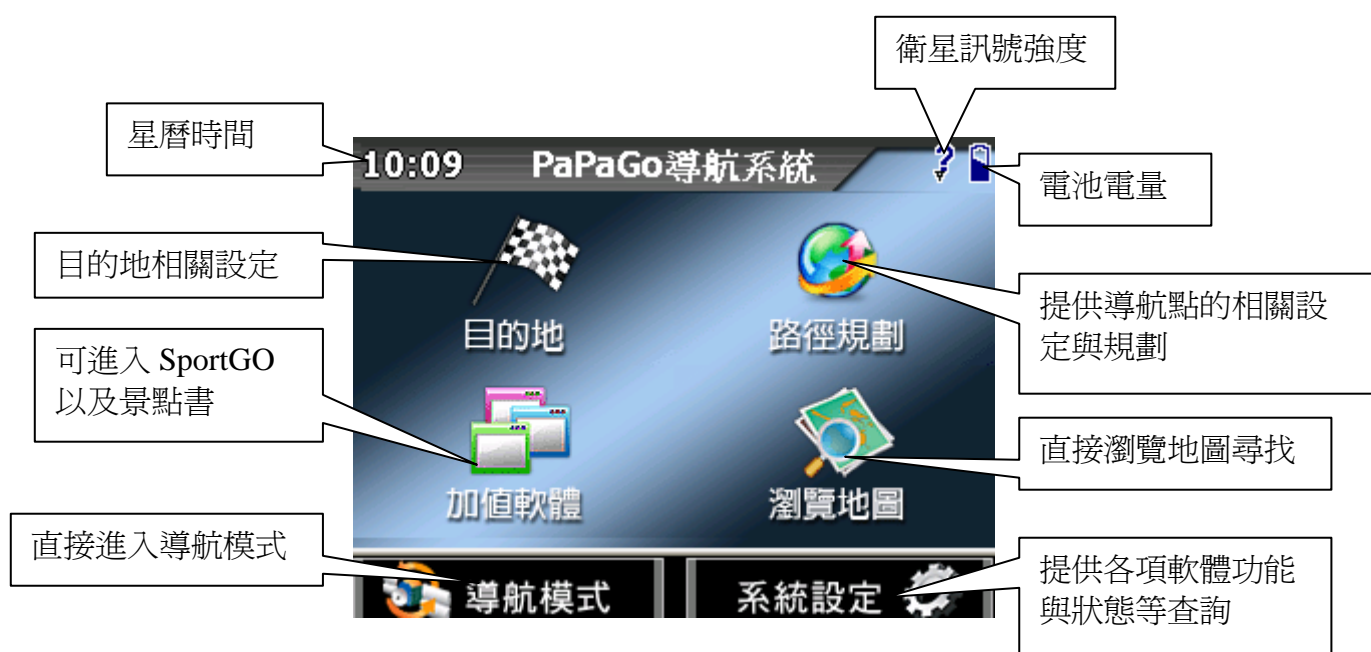 衛星訊號強度
星曆時間
10:09 PaPaGo導航系統
電池電量
目的地相關設定
提供導航點的相關設
定與規劃
目的地
路徑規劃
可進入 SportGO
以及景點書
直接瀏覽地圖尋找
加值軟體
瀏覽地圖
直接進入導航模式
提供各項軟體功能
與狀態等查詢
導航模式
系統設定